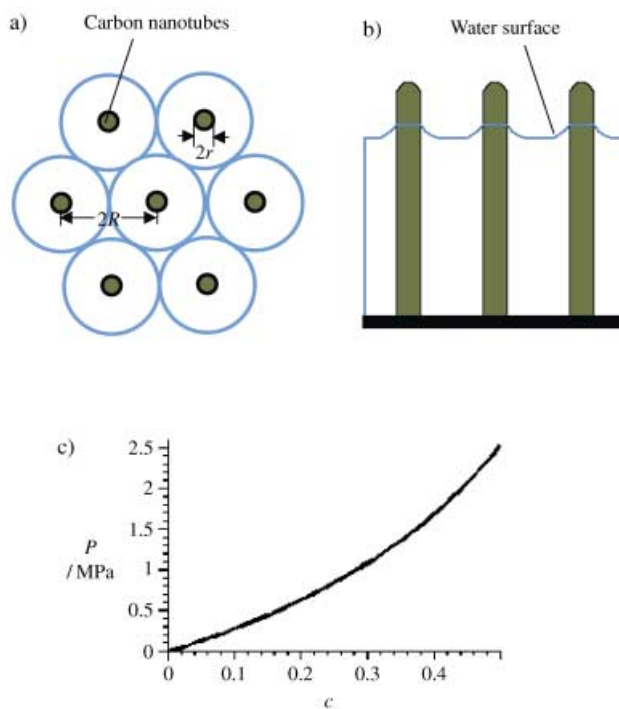 a)
Carbon nanotubes
2r
2R
b)
Water surface
c)
2.5
2
1.5
P
/ MPa
1
0.5
0
0
0.1
0.2
0.3
0.4
c